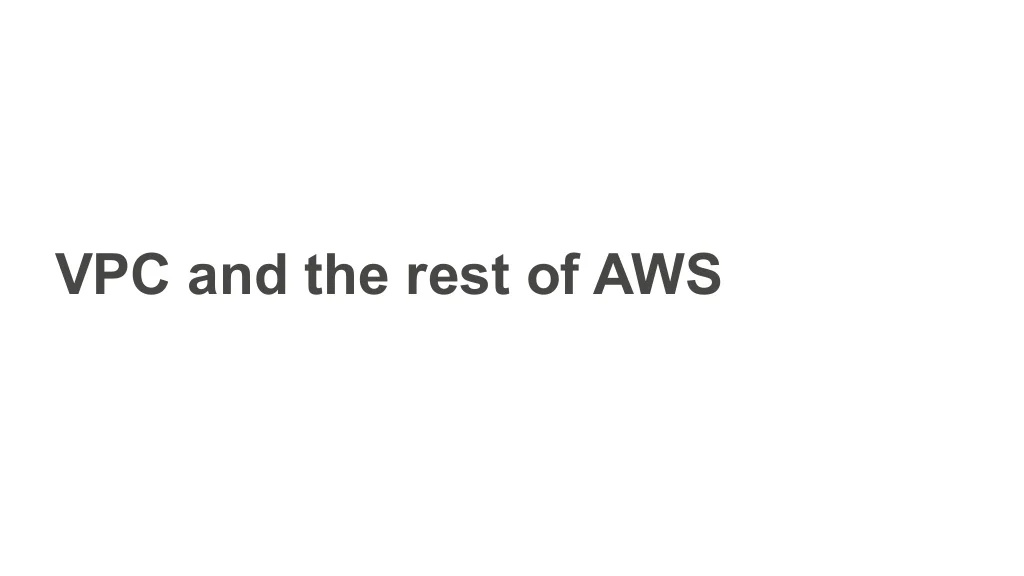 VPC and the rest of AWS